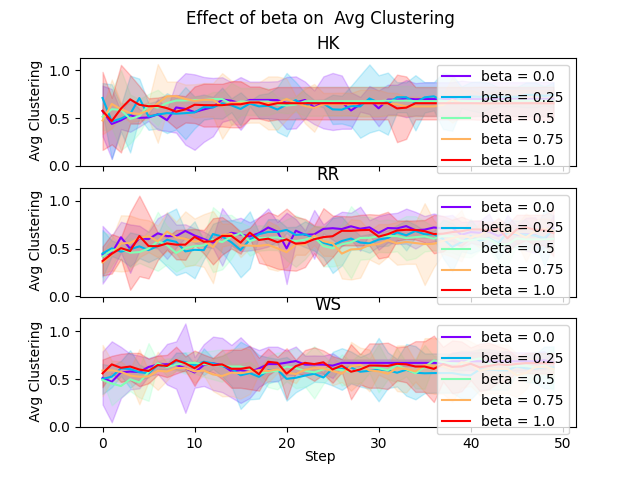 Effect of beta on  Avg Clustering
HK
Avg Clustering
1.0
0.5
0.0
beta = 0.0
beta = 0.25
beta = 0.5
beta = 0.75
beta = 1.0
RR
Avg Clustering
1.0
0.5
0.0
beta = 0.0
beta = 0.25
beta = 0.5
beta = 0.75
beta = 1.0
WS
Avg Clustering
1.0
0.5
0.0
beta = 0.0
beta = 0.25
beta = 0.5
beta = 0.75
beta = 1.0
0 10 20 30 40 50
Step